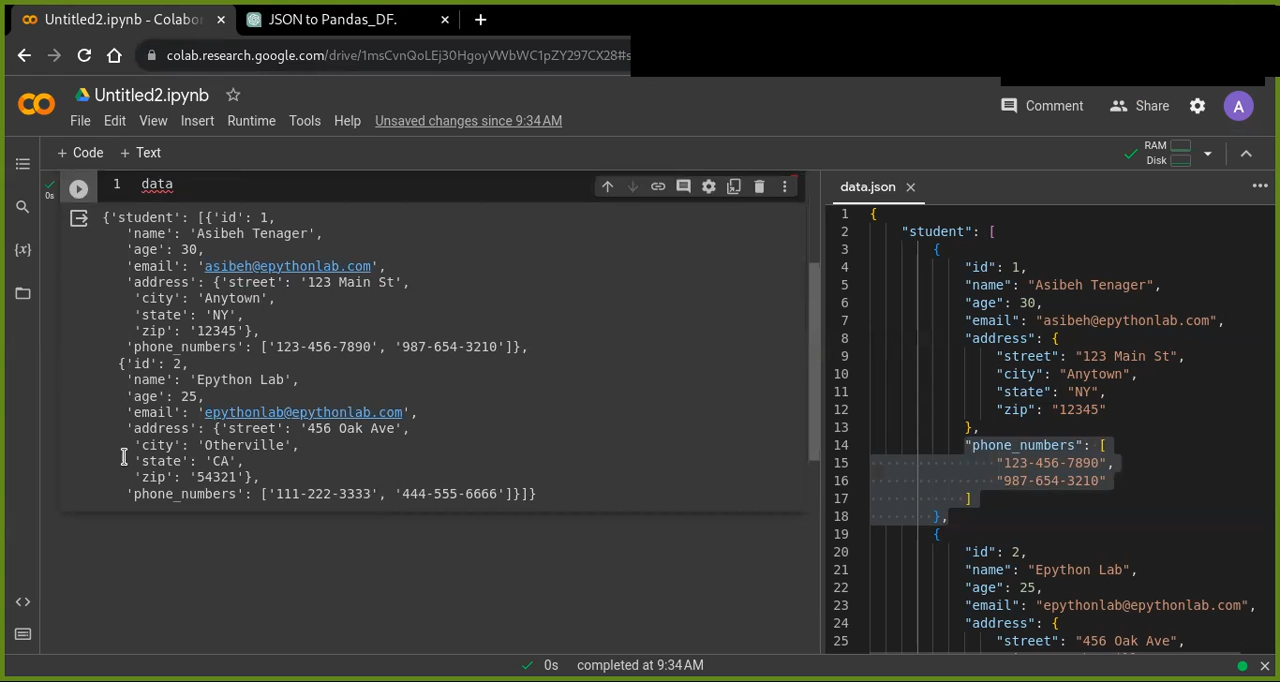 Untitled2.ipynb - Colabo
JSON to Pandas_DF.
colab.research.google.com/drive/1msCvnQoLEj30HgoyVWbWC1pZY297CX28#s
Untitled2.ipynb
Comment
Share
A
File Edit View Insert Runtime Tools Help Unsaved changes since 9:34 AM
+ Code + Text
RAM
Disk
1 data
0s
{'student': [{'id': 1,
'name': 'Asibeh Tenager',
'age': 30,
'email': 'asibeh@epythonlab.com',
'address': {'street': '123 Main St',
'city': 'Anytown',
'state': 'NY',
'zip': '12345'},
'phone_numbers': ['123-456-7890', '987-654-3210']},
{'id': 2,
'name': 'Epython Lab',
'age': 25,
'email': 'epythonlab@epythonlab.com',
'address': {'street': '456 Oak Ave',
'city': 'Otherville',
'state': 'CA',
'zip': '54321'},
'phone_numbers': ['111-222-3333', '444-555-6666']}]}
data.json
1 {
2 "student": [
3 {
4 "id": 1,
5 "name": "Asibeh Tenager",
6 "age": 30,
7 "email": "asibeh@epythonlab.com",
8 "address": {
9 "street": "123 Main St",
10 "city": "Anytown",
11 "state": "NY",
12 "zip": "12345"
13 },
14 "phone_numbers": [
15 "123-456-7890",
16 "987-654-3210"
17 ]
18 },
19 {
20 "id": 2,
21 "name": "Epython Lab",
22 "age": 25,
23 "email": "epythonlab@epythonlab.com",
24 "address": {
25 "street": "456 Oak Ave",
0s completed at 9:34 AM